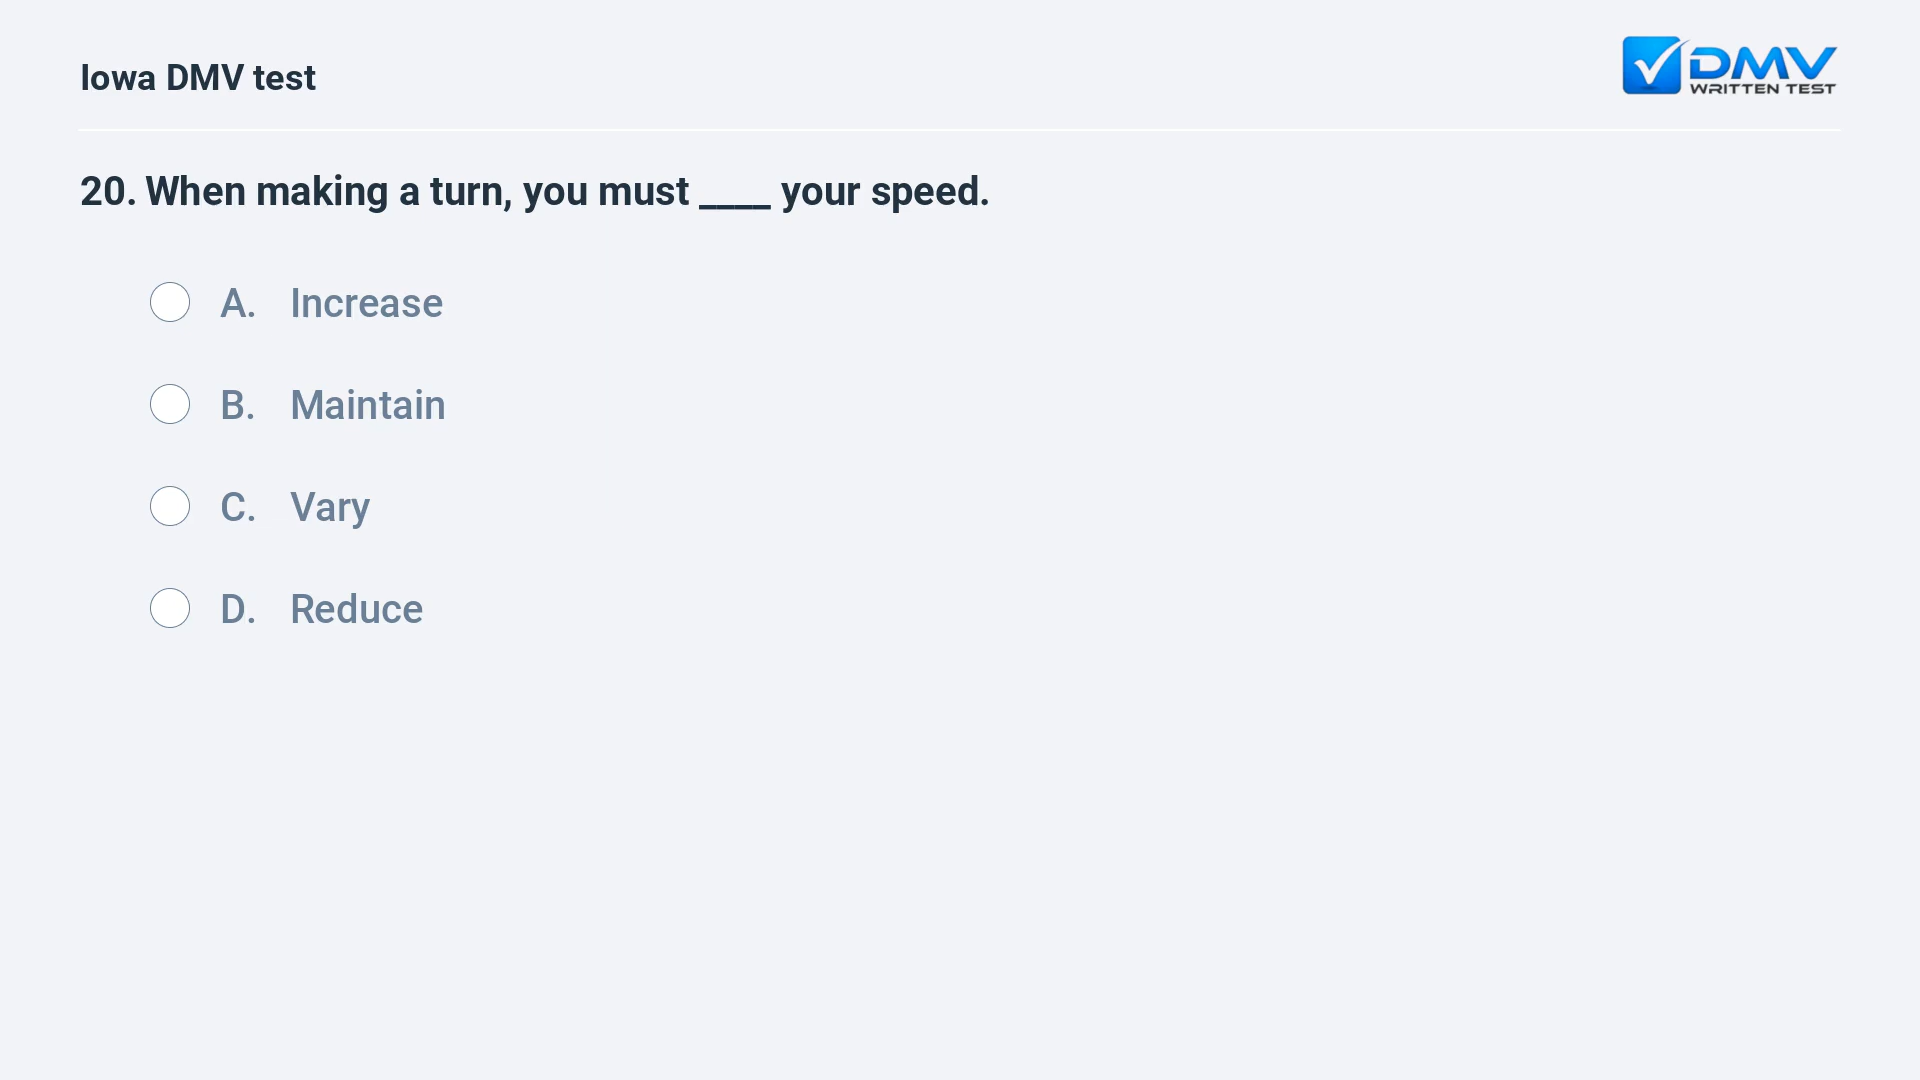 Iowa DMV test
DMV
WRITTEN TEST
20. When making a turn, you must ____ your speed.
A. Increase
B. Maintain
C. Vary
D. Reduce